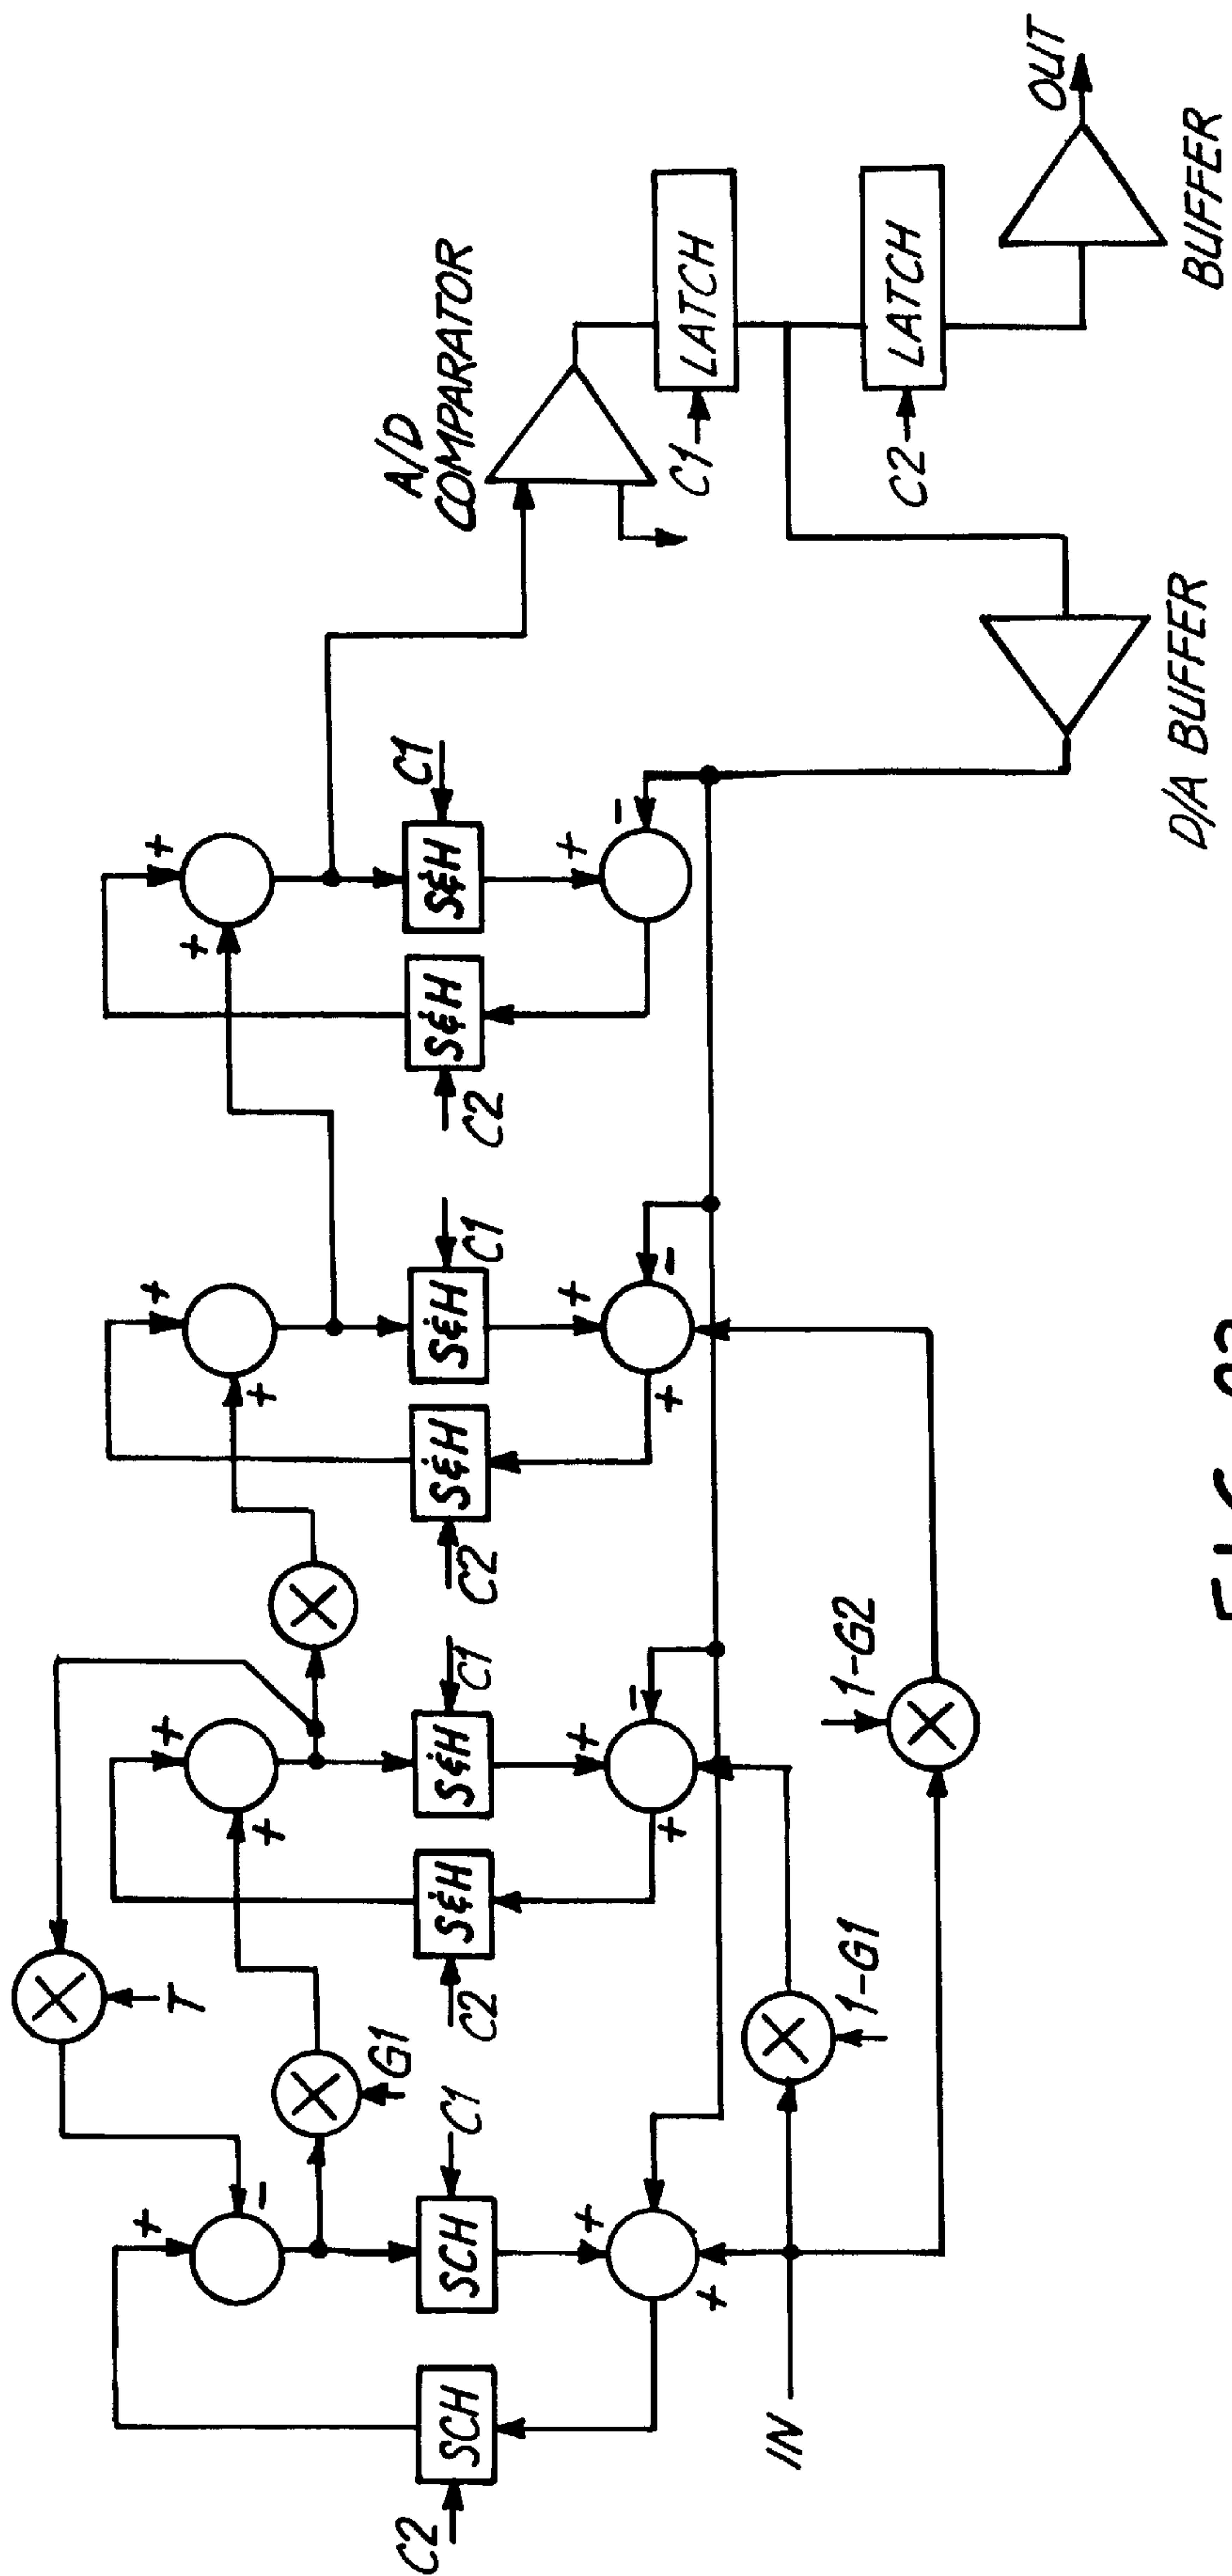 T
G1
A/D
COMPARATOR
C2
SCH
SCH
C1
C2
S&H
S&H
C1
C2
S&H
S&H
C1
C2
S&H
S&H
C1
C1
LATCH
IN
1-G1
1-G2
C2
LATCH
OUT
D/A BUFFER
BUFFER
FIG.